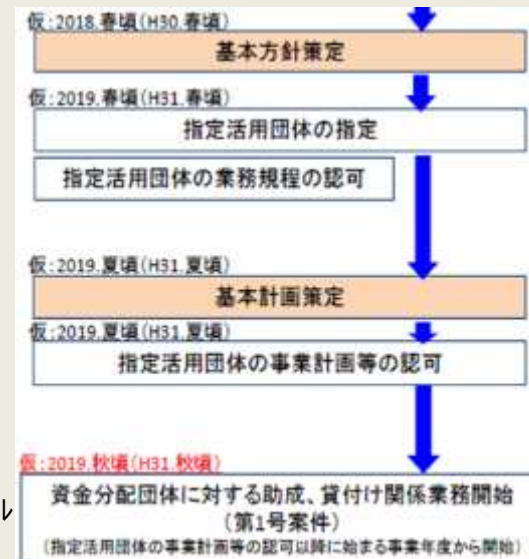 仮:2018.春頃(H30.春頃)
基本方針策定
仮:2019.春頃(H31.春頃)
指定活用団体の指定
指定活用団体の業務規程の認可
仮:2019.夏頃(H31.夏頃)
基本計画策定
仮:2019.夏頃(H31.夏頃)
指定活用団体の事業計画等の認可
仮:2019.秋頃(H31.秋頃)
ル
資金分配団体に対する助成、貸付け関係業務開始
(第1号案件)
(指定活用団体の事業計画等の認可以降に始まる事業年度から開始)